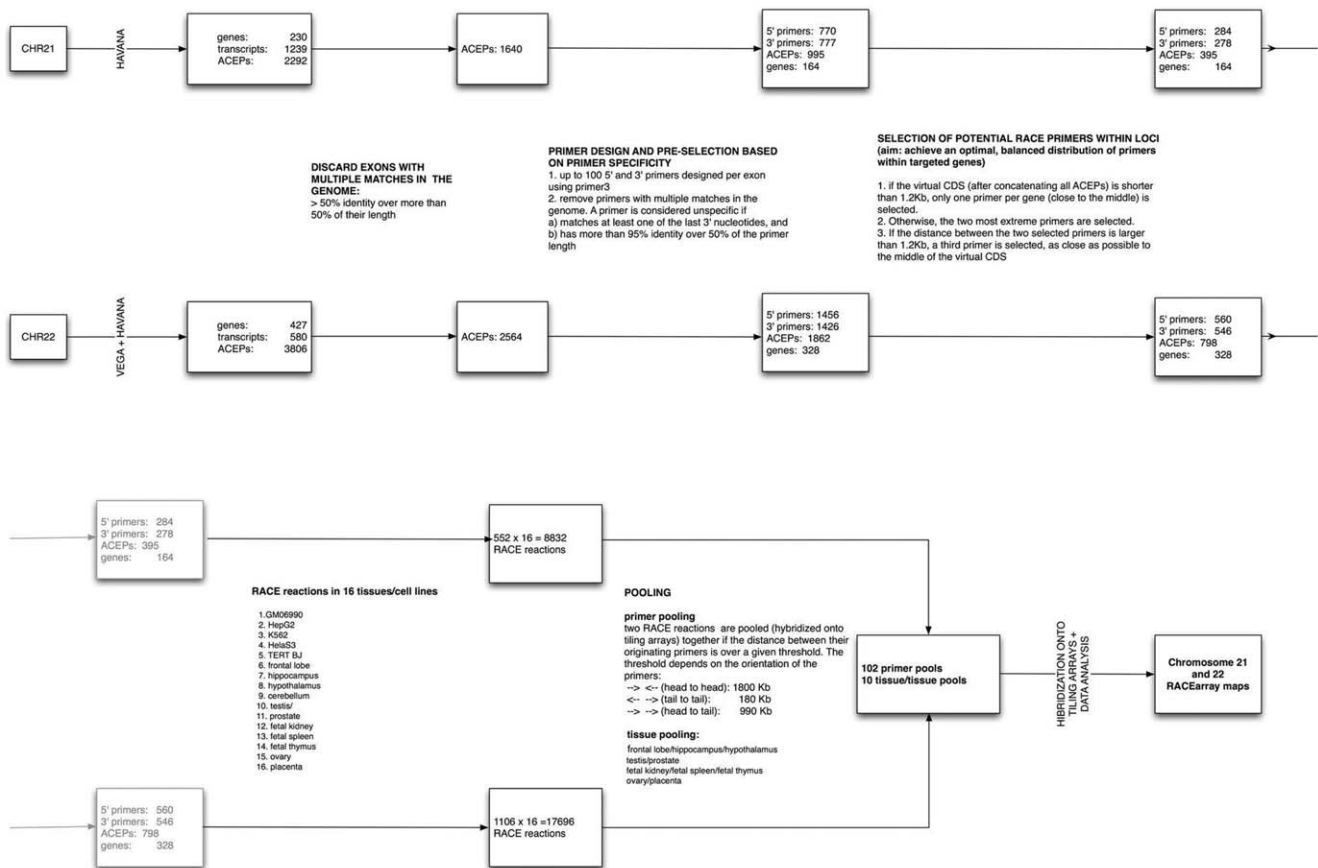 CHR21
HAVANA
genes: 230
transcripts: 1239
ACEPs: 2292
ACEPs: 1640
5' primers: 770
3' primers: 777
ACEPs: 995
genes: 164
5' primers: 284
3' primers: 278
ACEPs: 395
genes: 164
DISCARD EXONS WITH
MULTIPLE MATCHES IN THE
GENOME:
> 50% identity over more than
50% of their length
PRIMER DESIGN AND PRE-SELECTION BASED
ON PRIMER SPECIFICITY
1. up to 100 5' and 3' primers designed per exon
using primer3
2. remove primers with multiple matches in the
genome. A primer is considered unspecific if
a) matches at least one of the last 3' nucleotides, and
b) has more than 95% identity over 50% of the primer
length
SELECTION OF POTENTIAL RACE PRIMERS WITHIN LOCI
(aim: achieve an optimal, balanced distribution of primers
within targeted genes)
1. if the virtual CDS (after concatenating all ACEPs) is shorter
than 1.2Kb, only one primer per gene (close to the middle) is
selected.
2. Otherwise, the two most extreme primers are selected.
3. If the distance between the two selected primers is larger
than 1.2Kb, a third primer is selected, as close as possible to
the middle of the virtual CDS
CHR22
VEGA + HAVANA
genes: 427
transcripts: 580
ACEPs: 3806
ACEPs: 2564
5' primers: 1456
3' primers: 1426
ACEPs: 1862
genes: 328
5' primers: 560
3' primers: 546
ACEPs: 798
genes: 328
5' primers: 284
3' primers: 278
ACEPs: 395
genes: 164
552 x 16 = 8832
RACE reactions
RACE reactions in 16 tissues/cell lines
1.GM06990
2. HepG2
3. K562
4. HelaS3
5. TERT BJ
6. frontal lobe
7. hippocampus
8. hypothalamus
9. cerebellum
10. testis/
11. prostate
12. fetal kidney
13. fetal spleen
14. fetal thymus
15. ovary
16. placenta
POOLING
primer pooling
two RACE reactions are pooled (hybridized onto
tiling arrays) together if the distance between their
originating primers is over a given threshold. The
threshold depends on the orientation of the
primers:
--> <-- (head to head): 1800 Kb
<-- --> (tail to tail): 180 Kb
--> --> (head to tail): 990 Kb
tissue pooling:
frontal lobe/hippocampus/hypothalamus
testis/prostate
fetal kidney/fetal spleen/fetal thymus
ovary/placenta
102 primer pools
10 tissue/tissue pools
HIBRIDIZATION ONTO
TILING ARRAYS +
DATA ANALYSIS
Chromosome 21
and 22
RACEarray maps
5' primers: 560
3' primers: 546
ACEPs: 798
genes: 328
1106 x 16 =17696
RACE reactions